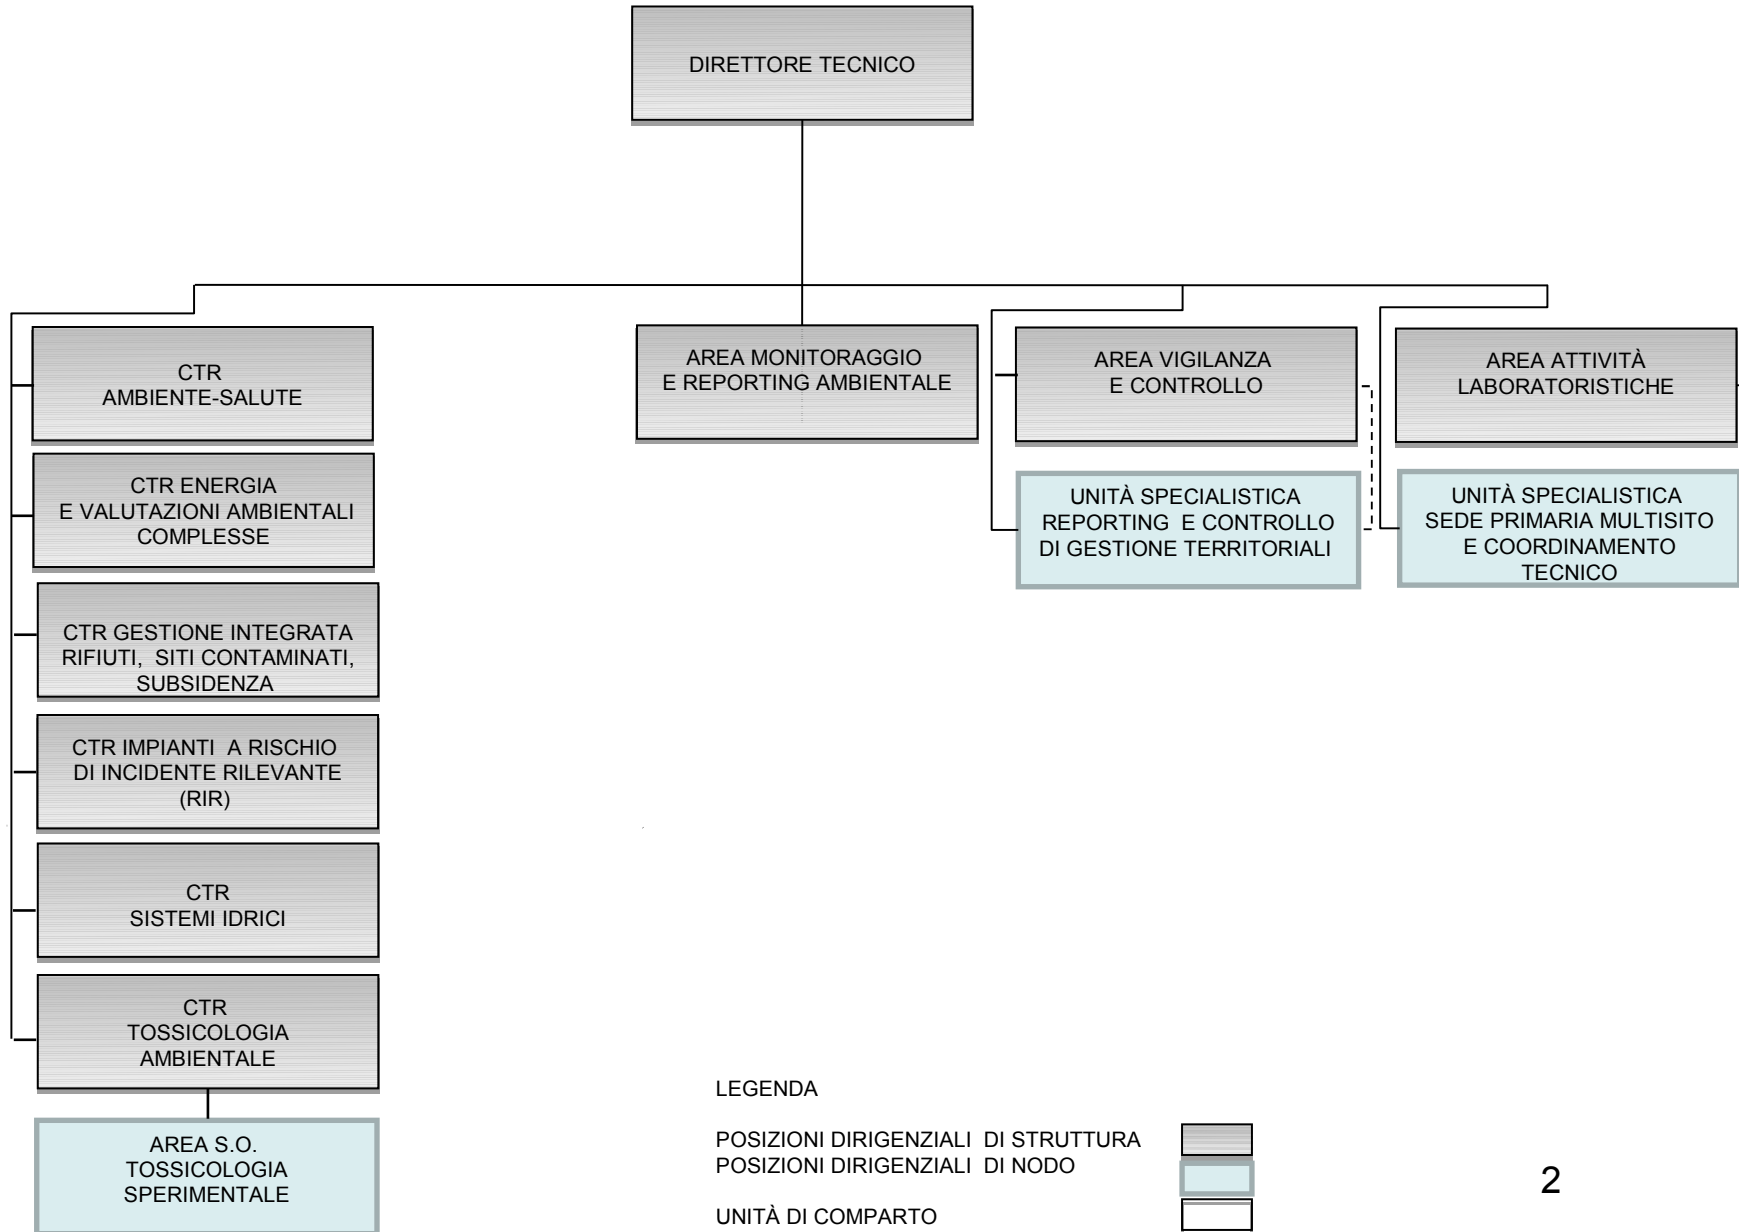 DIRETTORE TECNICO
CTR
AMBIENTE-SALUTE
CTR ENERGIA
E VALUTAZIONI AMBIENTALI
COMPLESSE
CTR GESTIONE INTEGRATA
RIFIUTI, SITI CONTAMINATI,
SUBSIDENZA
CTR IMPIANTI A RISCHIO
DI INCIDENTE RILEVANTE
(RIR)
CTR
SISTEMI IDRICI
CTR
TOSSICOLOGIA
AMBIENTALE
AREA S.O.
TOSSICOLOGIA
SPERIMENTALE
AREA MONITORAGGIO
E REPORTING AMBIENTALE
AREA VIGILANZA
E CONTROLLO
UNITÀ SPECIALISTICA
REPORTING E CONTROLLO
DI GESTIONE TERRITORIALI
AREA ATTIVITÀ
LABORATORISTICHE
UNITÀ SPECIALISTICA
SEDE PRIMARIA MULTISITO
E COORDINAMENTO
TECNICO
LEGENDA
POSIZIONI DIRIGENZIALI DI STRUTTURA
POSIZIONI DIRIGENZIALI DI NODO
UNITÀ DI COMPARTO
2